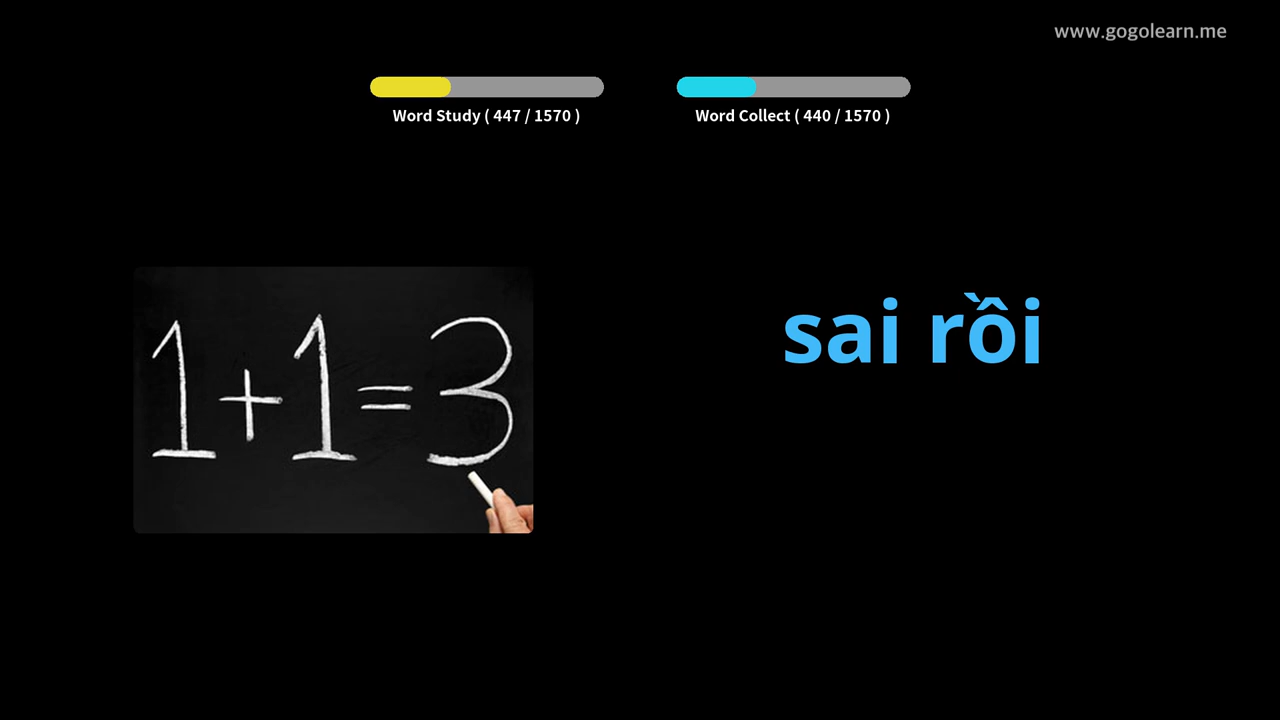 www.gogolearn.me
Word Study ( 447 / 1570 )
Word Collect ( 440 / 1570 )
1+1=3
sai rồi